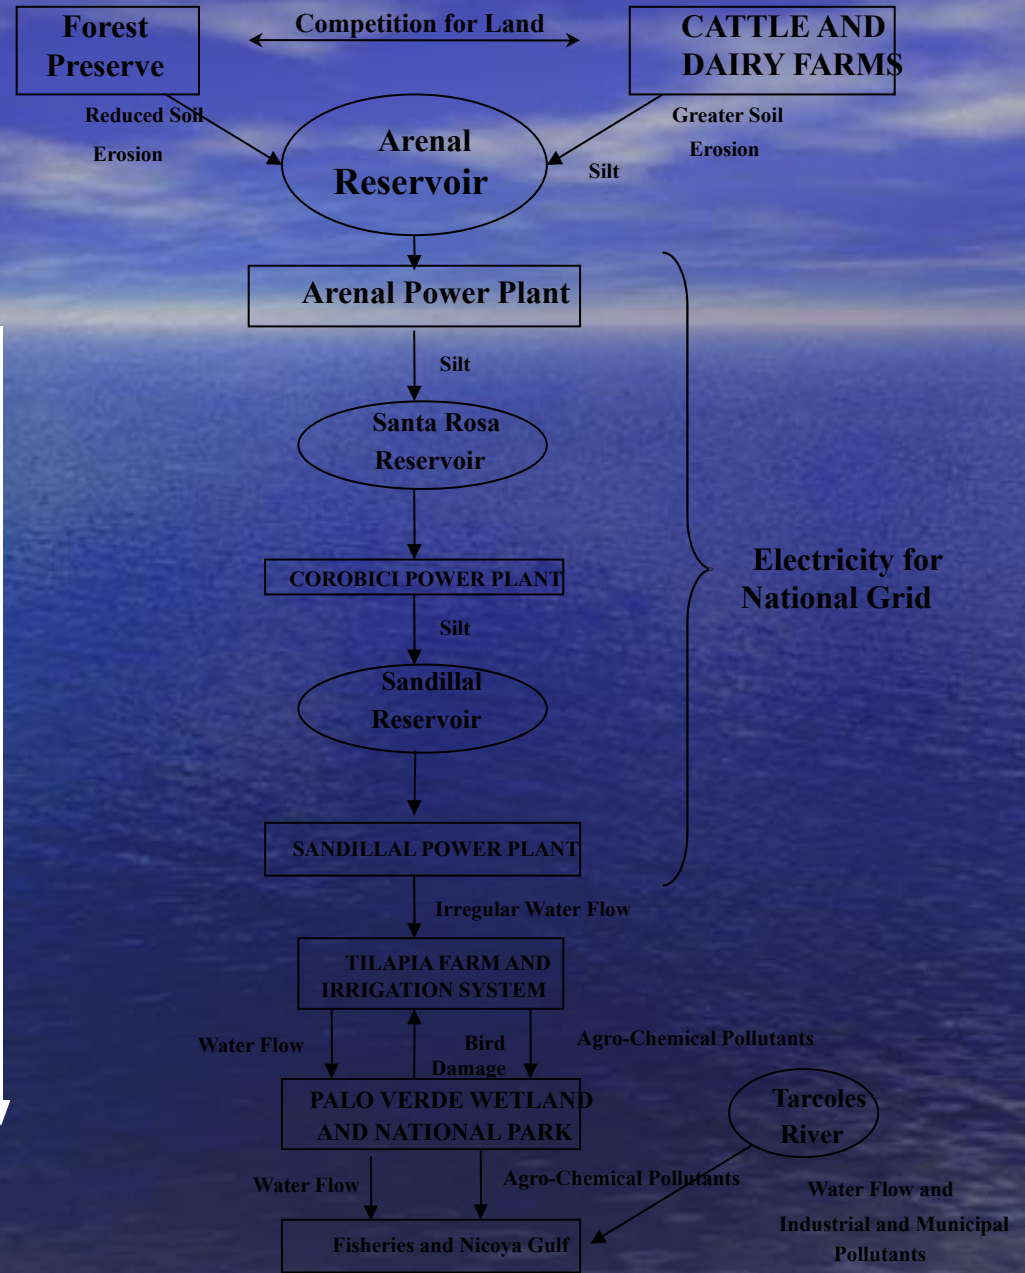 Forest
Preserve
Competition for Land
CATTLE AND
DAIRY FARMS
Reduced Soil
Erosion
Arenal
Reservoir
Greater Soil
Erosion
Silt
Arenal Power Plant
Silt
Santa Rosa
Reservoir
COROBICI POWER PLANT
Silt
Electricity for
National Grid
Sandillal
Reservoir
SANDILLAL POWER PLANT
Irregular Water Flow
TILAPIA FARM AND
IRRIGATION SYSTEM
Water Flow
Bird
Damage
Agro-Chemical Pollutants
PALO VERDE WETLAND
AND NATIONAL PARK
Tarcoles
River
Water Flow
Agro-Chemical Pollutants
Water Flow and
Industrial and Municipal
Pollutants
Fisheries and Nicoya Gulf